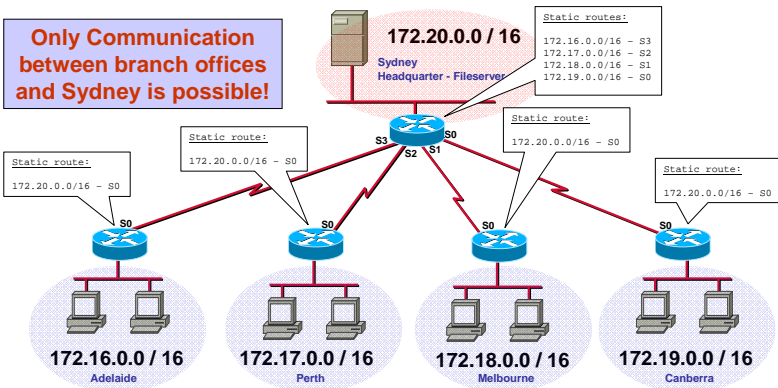 Only Communication
between branch offices
and Sydney is possible!
172.20.0.0 / 16
Sydney
Headquarter - Fileserver
Static routes:
172.16.0.0/16 – S3
172.17.0.0/16 – S2
172.18.0.0/16 – S1
172.19.0.0/16 – S0
S3
S2
S1
S0
Static route:
172.20.0.0/16 – S0
Static route:
172.20.0.0/16 – S0
Static route:
172.20.0.0/16 – S0
Static route:
172.20.0.0/16 – S0
S0
S0
S0
S0
172.16.0.0 / 16
Adelaide
172.17.0.0 / 16
Perth
172.18.0.0 / 16
Melbourne
172.19.0.0 / 16
Canberra